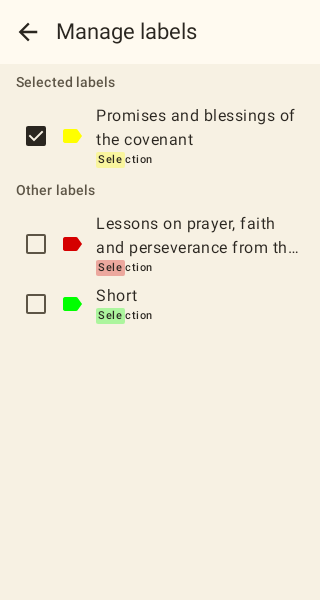 Manage labels
Selected labels
Promises and blessings of
the covenant
Selection
Other labels
Lessons on prayer, faith
and perseverance from th…
Selection
Short
Selection